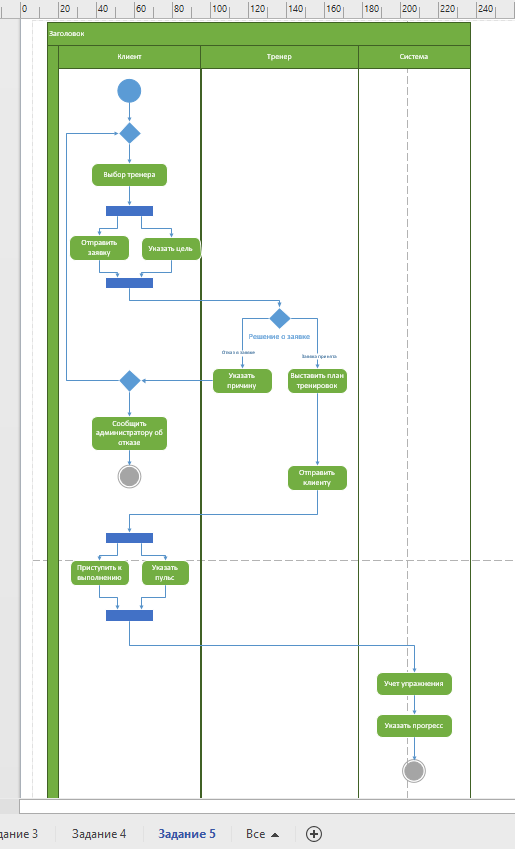 0 20 40 60 80 100 120 140 160 180 200 220 240
Заголовок
Клиент Тренер Система
Выбор тренера
Отправить
заявку
Указать цель
Решение о заявке
Отказ о заявке
Заявка принята
Указать
причину
Выставить план
тренировок
Сообщить
администратору об
отказе
Отправить
клиенту
Приступить к
выполнению
Указать
пульс
Учет упражнения
Указать прогресс
дание 3 Задание 4 Задание 5 Все